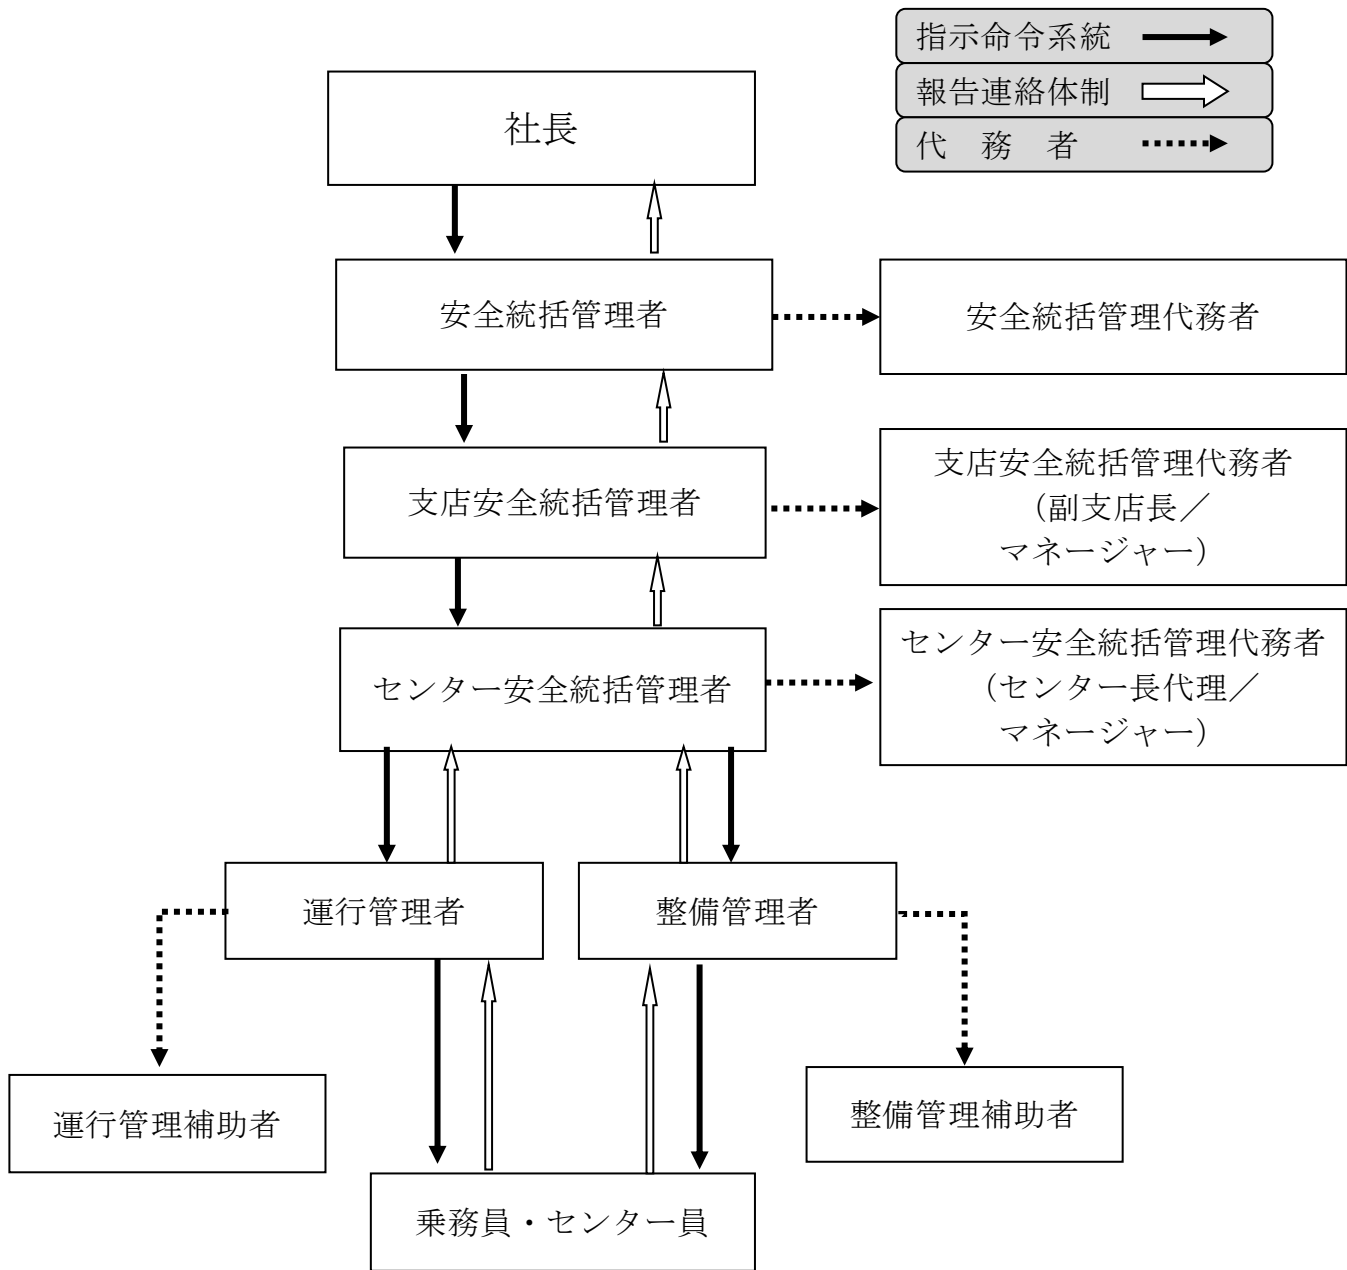 指示命令系統
報告連絡体制
代　務　者
社長
安全統括管理者
安全統括管理代務者
支店安全統括管理者
支店安全統括管理代務者
（副支店長／
マネージャー）
センター安全統括管理者
センター安全統括管理代務者
（センター長代理／
マネージャー）
運行管理者
整備管理者
運行管理補助者
整備管理補助者
乗務員・センター員